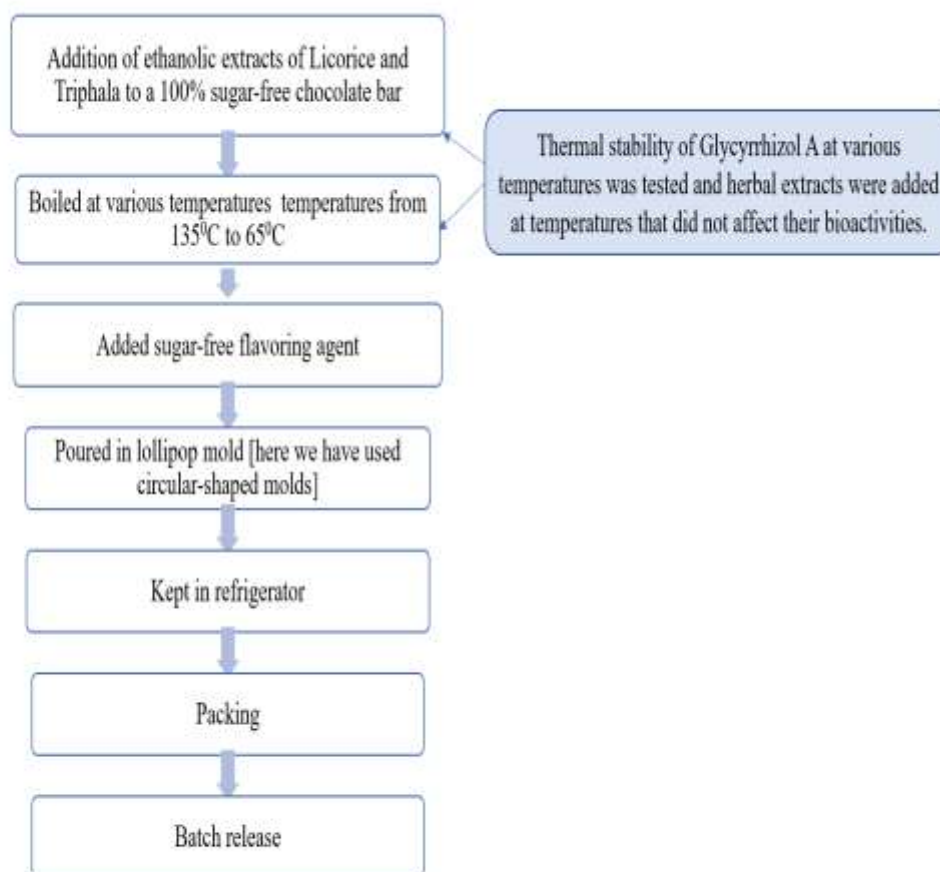 Addition of ethanolic extracts of Licorice and
Triphala to a 100% sugar-free chocolate bar
Thermal stability of Glycyrrhizol A at various
temperatures was tested and herbal extracts were added
at temperatures that did not affect their bioactivities.
Boiled at various temperatures temperatures from
135⁰C to 65⁰C
Added sugar-free flavoring agent
Poured in lollipop mold [here we have used
circular-shaped molds]
Kept in refrigerator
Packing
Batch release